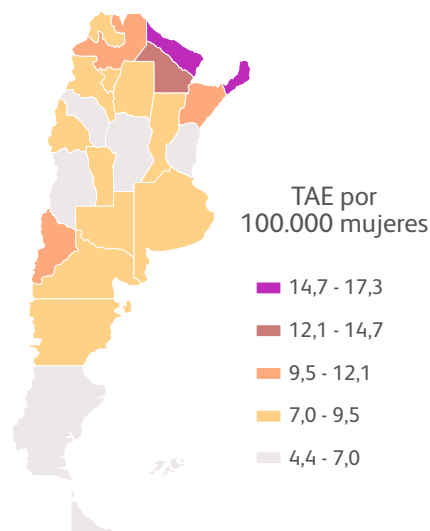 TAE por
100.000 mujeres
14,7 - 17,3
12,1 - 14,7
9,5 - 12,1
7,0 - 9,5
4,4 - 7,0